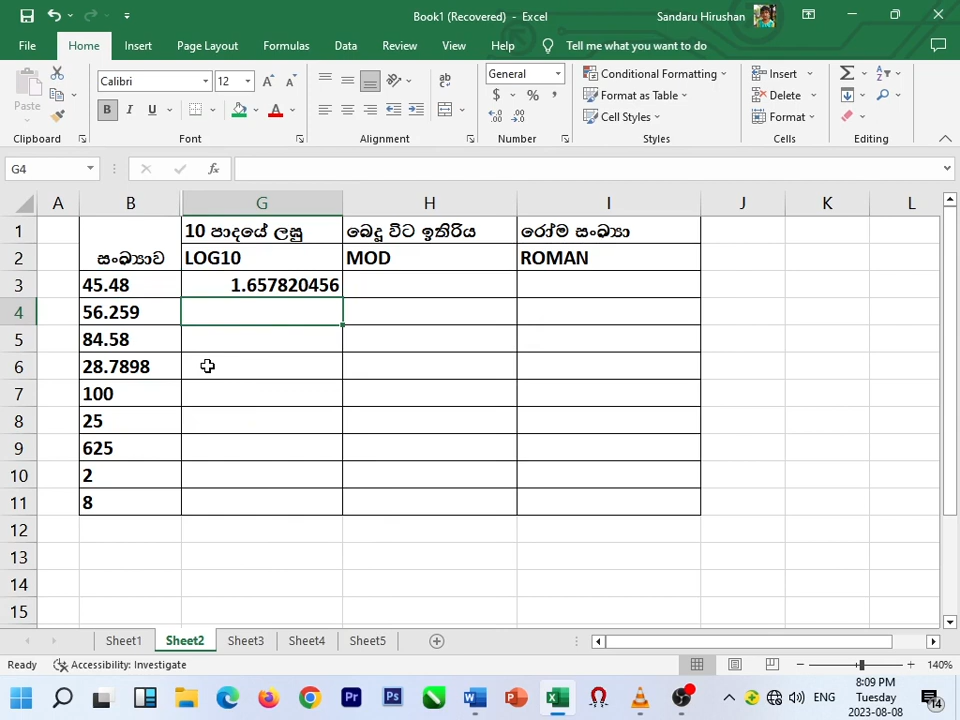 Book1 (Recovered) - Excel
Sandaru Hirushan
File Home Insert Page Layout Formulas Data Review View Help Tell me what you want to do
Paste
Calibri 12
B I U
ab
General
$ % ,
Conditional Formatting
Format as Table
Cell Styles
Insert
Delete
Format
Clipboard Font Alignment Number Styles Cells Editing
G4
fx
A B G H I J K L
1 10 පාදයේ ලඝු බෙදූ විට ඉතිරිය රෝම සංඛ්‍යා
2 සංඛ්‍යාව LOG10 MOD ROMAN
3 45.48 1.657820456
4 56.259
5 84.58
6 28.7898
7 100
8 25
9 625
10 2
11 8
12
13
14
15
Sheet1 Sheet2 Sheet3 Sheet4 Sheet5
Ready Accessibility: Investigate 140%
ENG
8:09 PM
Tuesday
2023-08-08
14